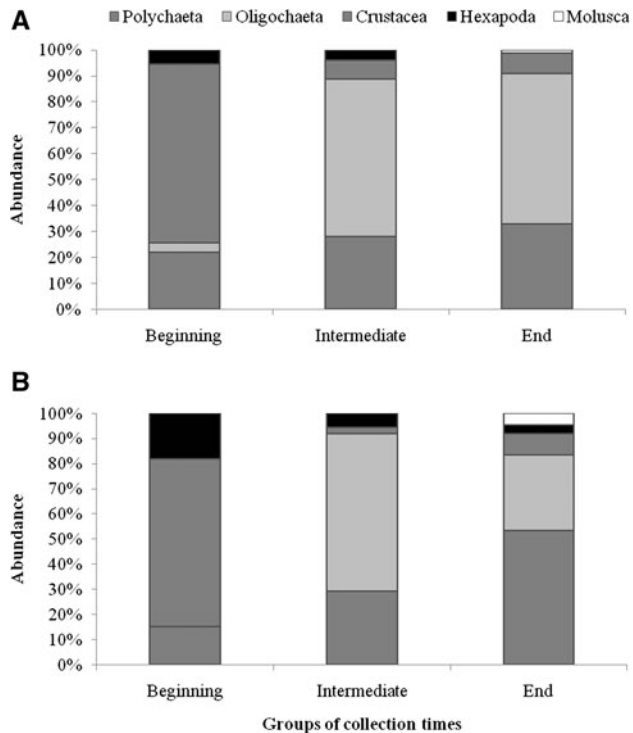 A
Polychaeta Oligochaeta Crustacea Hexapoda Molusca
100%
90%
80%
70%
60%
50%
40%
30%
20%
10%
0%
Abundance
Beginning Intermediate End
B
100%
90%
80%
70%
60%
50%
40%
30%
20%
10%
0%
Abundance
Beginning Intermediate End
Groups of collection times